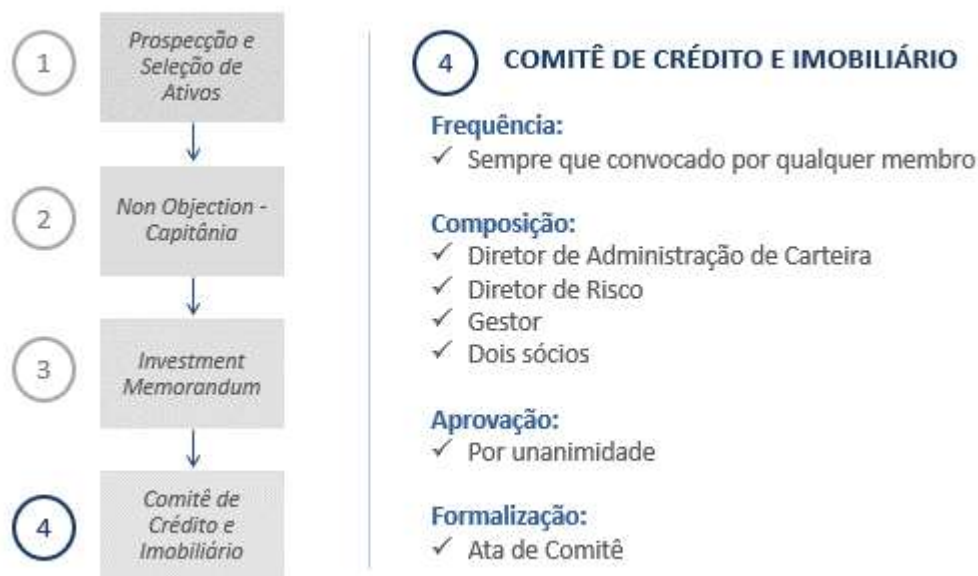 1
Prospecção e
Seleção de
Ativos
2
Non Objection -
Capitânia
3
Investment
Memorandum
4
Comitê de
Crédito e
Imobiliário
4 COMITÊ DE CRÉDITO E IMOBILIÁRIO
Frequência:
✓ Sempre que convocado por qualquer membro
Composição:
✓ Diretor de Administração de Carteira
✓ Diretor de Risco
✓ Gestor
✓ Dois sócios
Aprovação:
✓ Por unanimidade
Formalização:
✓ Ata de Comitê